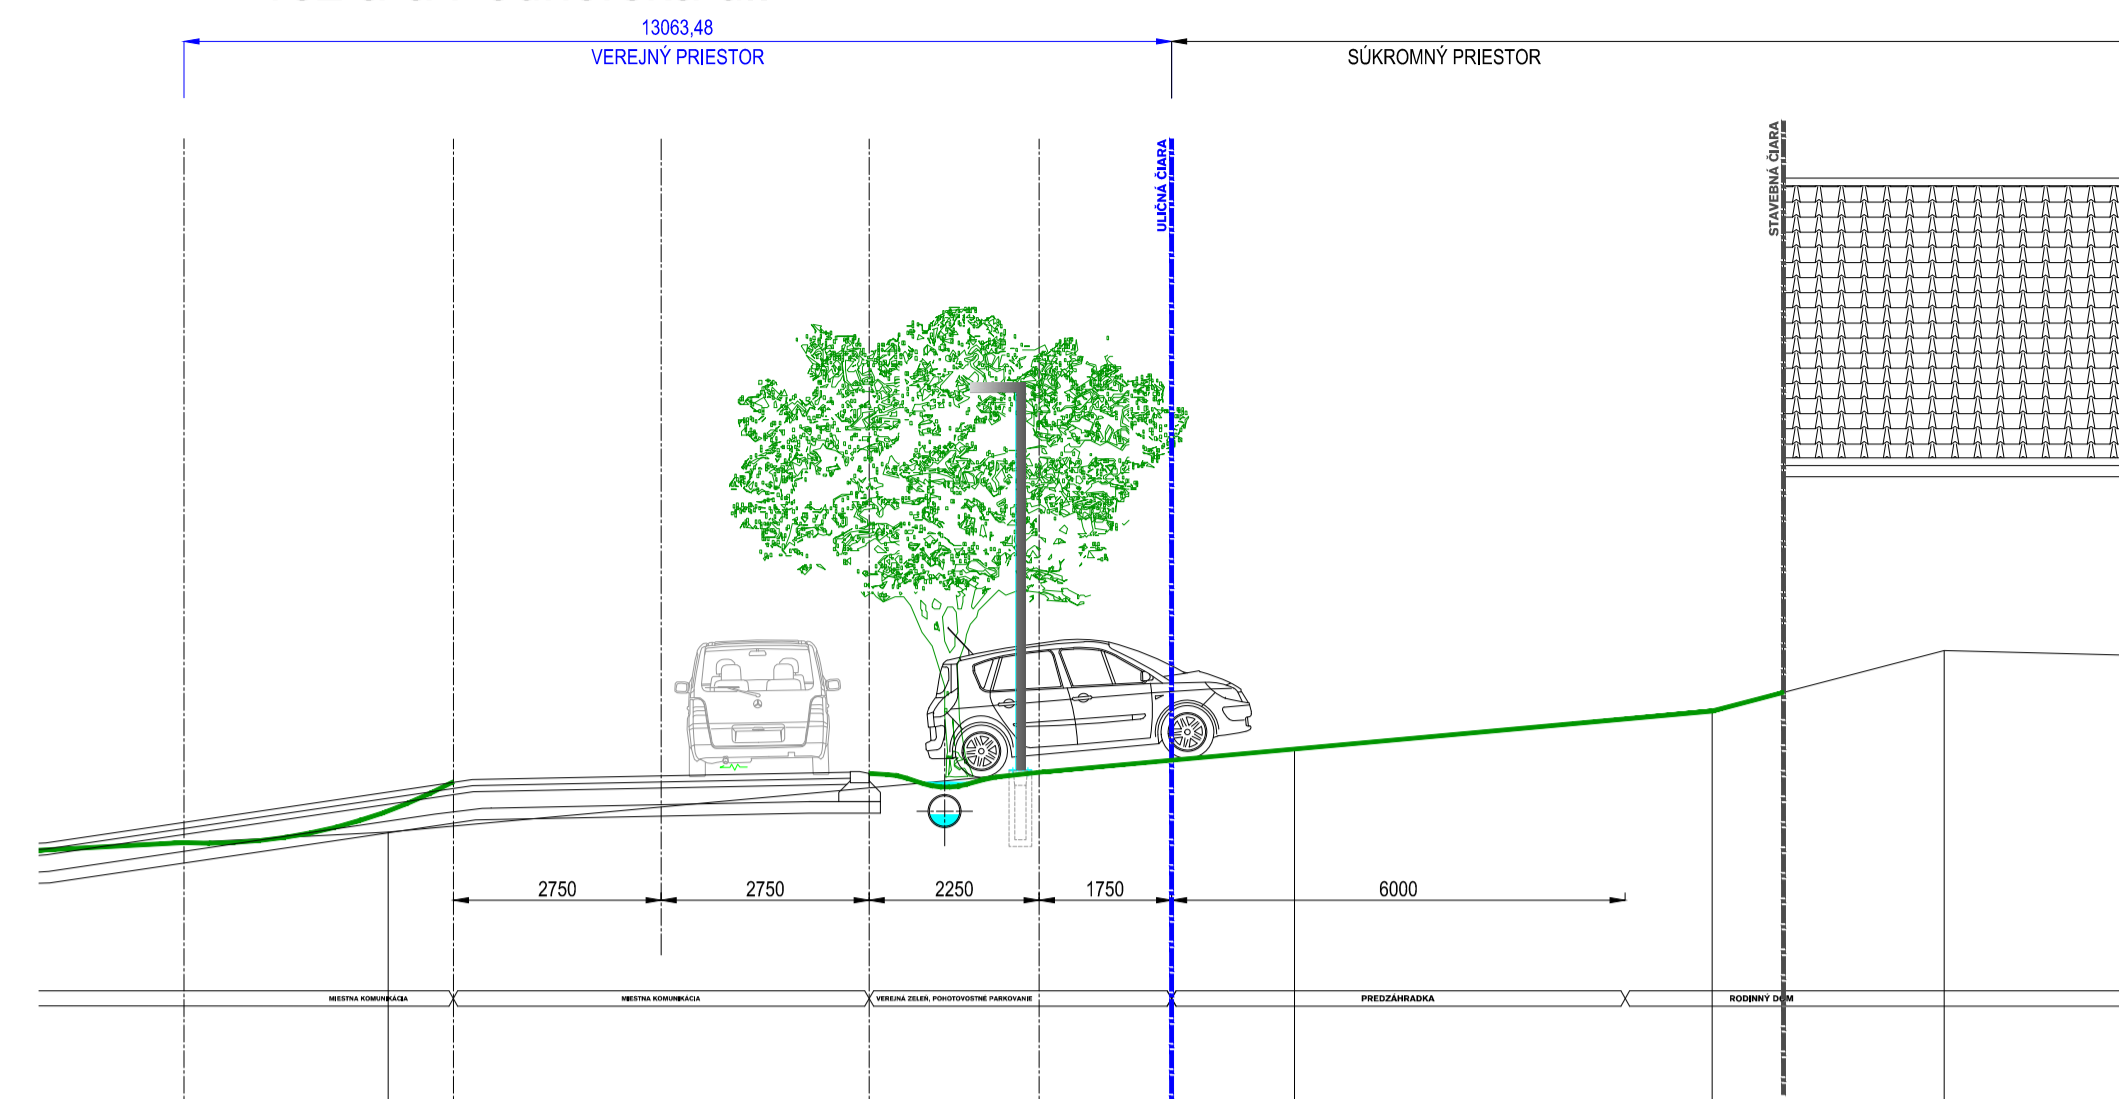 13063,48
VEREJNÝ PRIESTOR
SÚKROMNÝ PRIESTOR
ULIČNÁ ČIARA
STAVEBNÁ ČIARA
2750
2750
2250
1750
6000
MIESTNA KOMUNIKÁCIA
MIESTNA KOMUNIKÁCIA
VEREJNÁ ZELEŇ, POHOTOVOSTNÉ PARKOVANIE
PREDZÁHRADKA
RODINNÝ DOM